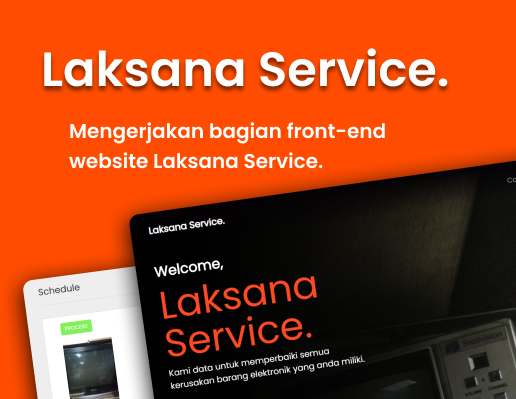 Laksana Service.
Mengerjakan bagian front-end
website Laksana Service.
Laksana Service.
Welcome,
Laksana
Service.
Kami data untuk memperbaiki semua
kerusakan barang elektronik yang anda miliki.
Schedule
PROCESS